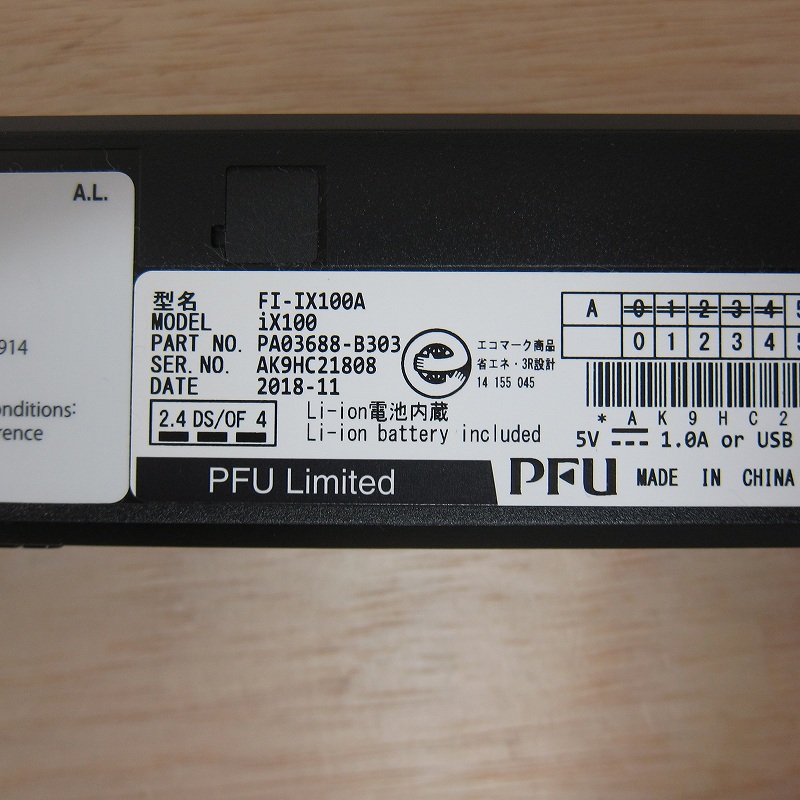 A.L.
914
onditions:
rence
型名 FI-IX100A
MODEL iX100
PART NO. PA03688-B303
SER.NO. AK9HC21808
DATE 2018-11
エコマーク商品
省エネ・3R設計
14 155 045
A 0 1 2 3 4 5
0 1 2 3 4 5
* A K 9 H C 2
2.4 DS/OF 4
Li-ion電池内蔵
Li-ion battery included
5V 1.0A or USB
PFU Limited
PFU MADE IN CHINA